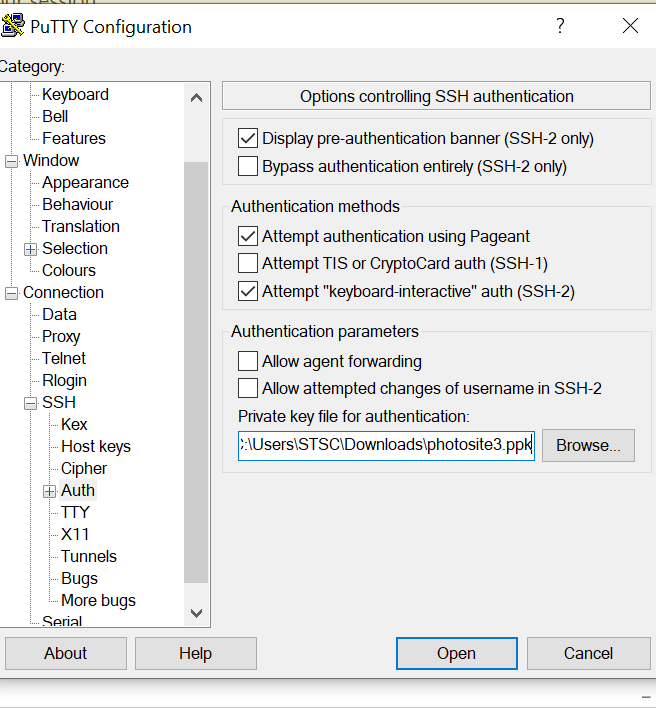 PuTTY Configuration
?
Category:
Keyboard
Bell
Features
Window
Appearance
Behaviour
Translation
Selection
Colours
Connection
Data
Proxy
Telnet
Rlogin
SSH
Kex
Host keys
Cipher
Auth
TTY
X11
Tunnels
Bugs
More bugs
Serial
Options controlling SSH authentication
Display pre-authentication banner (SSH-2 only)
Bypass authentication entirely (SSH-2 only)
Authentication methods
Attempt authentication using Pageant
Attempt TIS or CryptoCard auth (SSH-1)
Attempt "keyboard-interactive" auth (SSH-2)
Authentication parameters
Allow agent forwarding
Allow attempted changes of username in SSH-2
Private key file for authentication:
:\Users\STSC\Downloads\photosite3.ppk
Browse...
About
Help
Open
Cancel